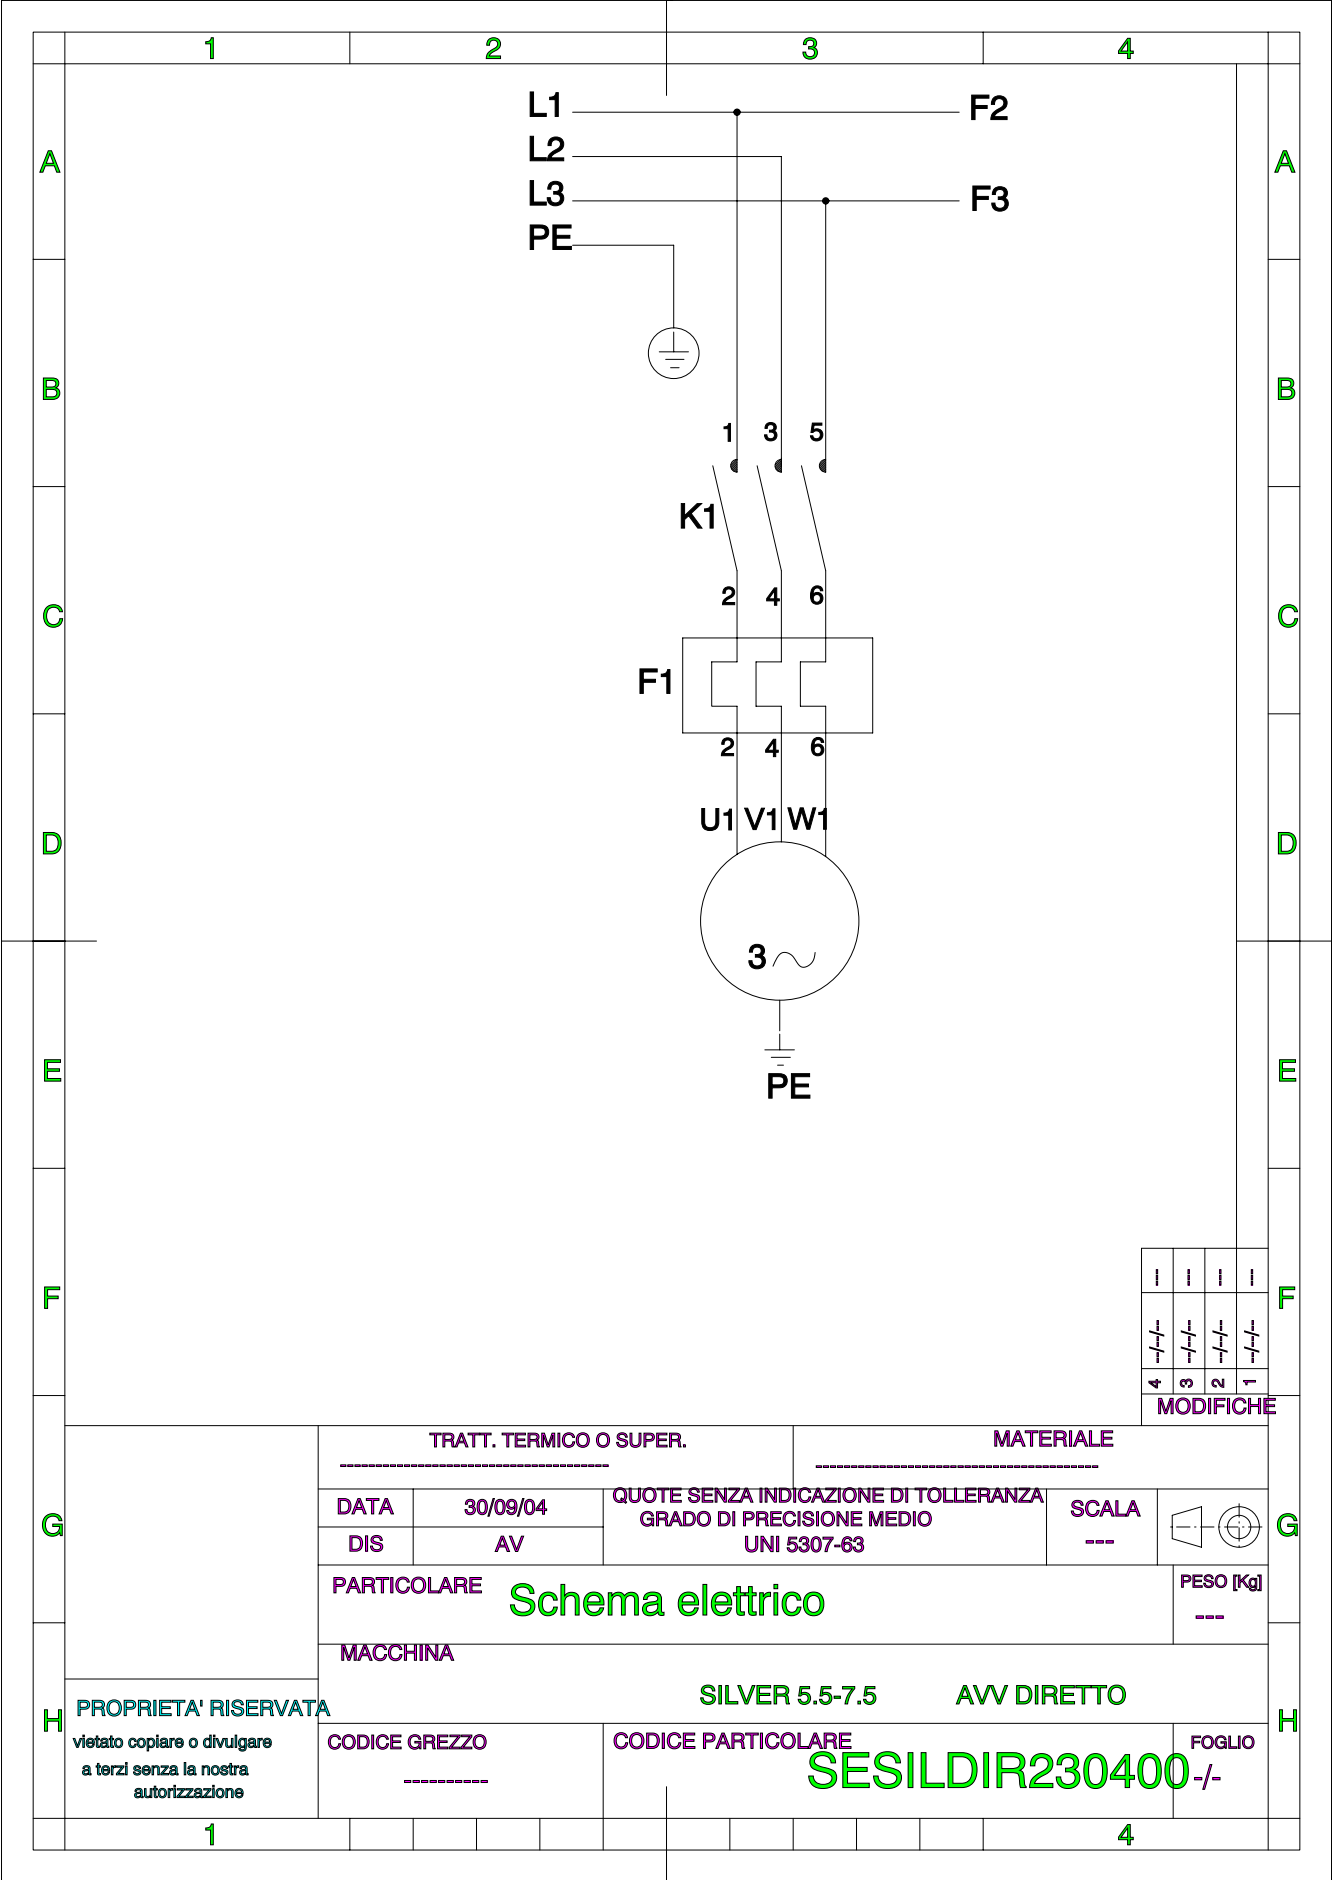 1 2 3 4
L1 F2
L2
A A
L3 F3
PE
B B
1 3 5
K1
2 4 6
C C
F1
2 4 6
U1 V1 W1
D D
3
E E
PE
F F
4 --/--/-- ---
3 --/--/-- ---
2 --/--/-- ---
1 --/--/-- ---
MODIFICHE
TRATT. TERMICO O SUPER.
MATERIALE
DATA 30/09/04
DIS AV
QUOTE SENZA INDICAZIONE DI TOLLERANZA
GRADO DI PRECISIONE MEDIO
UNI 5307-63
SCALA
---
G G
PARTICOLARE Schema elettrico
PESO [Kg]
---
MACCHINA
SILVER 5.5-7.5 AVV DIRETTO
H H
PROPRIETA' RISERVATA
vietato copiare o divulgare
a terzi senza la nostra
autorizzazione
CODICE GREZZO
----------
CODICE PARTICOLARE
SESILDIR230400
FOGLIO
-/-
1 4